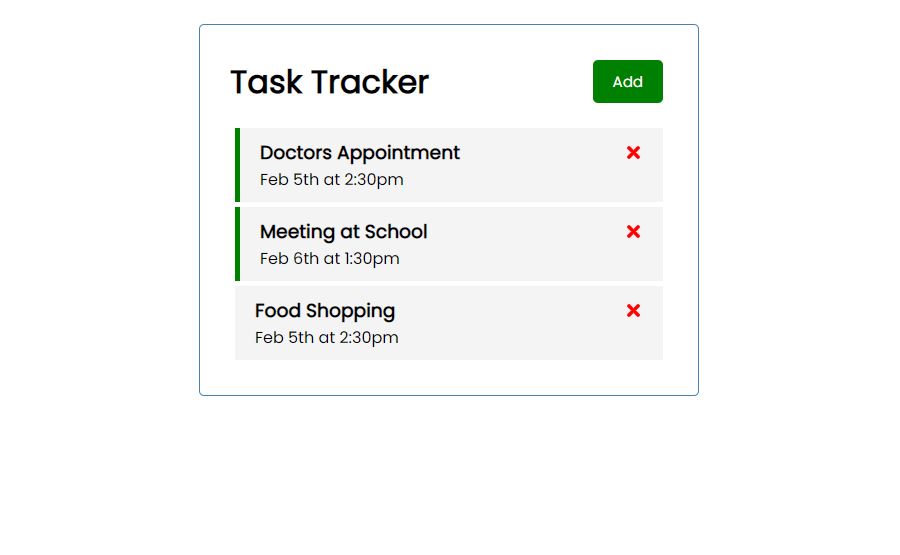 Task Tracker
Add
Doctors Appointment
Feb 5th at 2:30pm
Meeting at School
Feb 6th at 1:30pm
Food Shopping
Feb 5th at 2:30pm